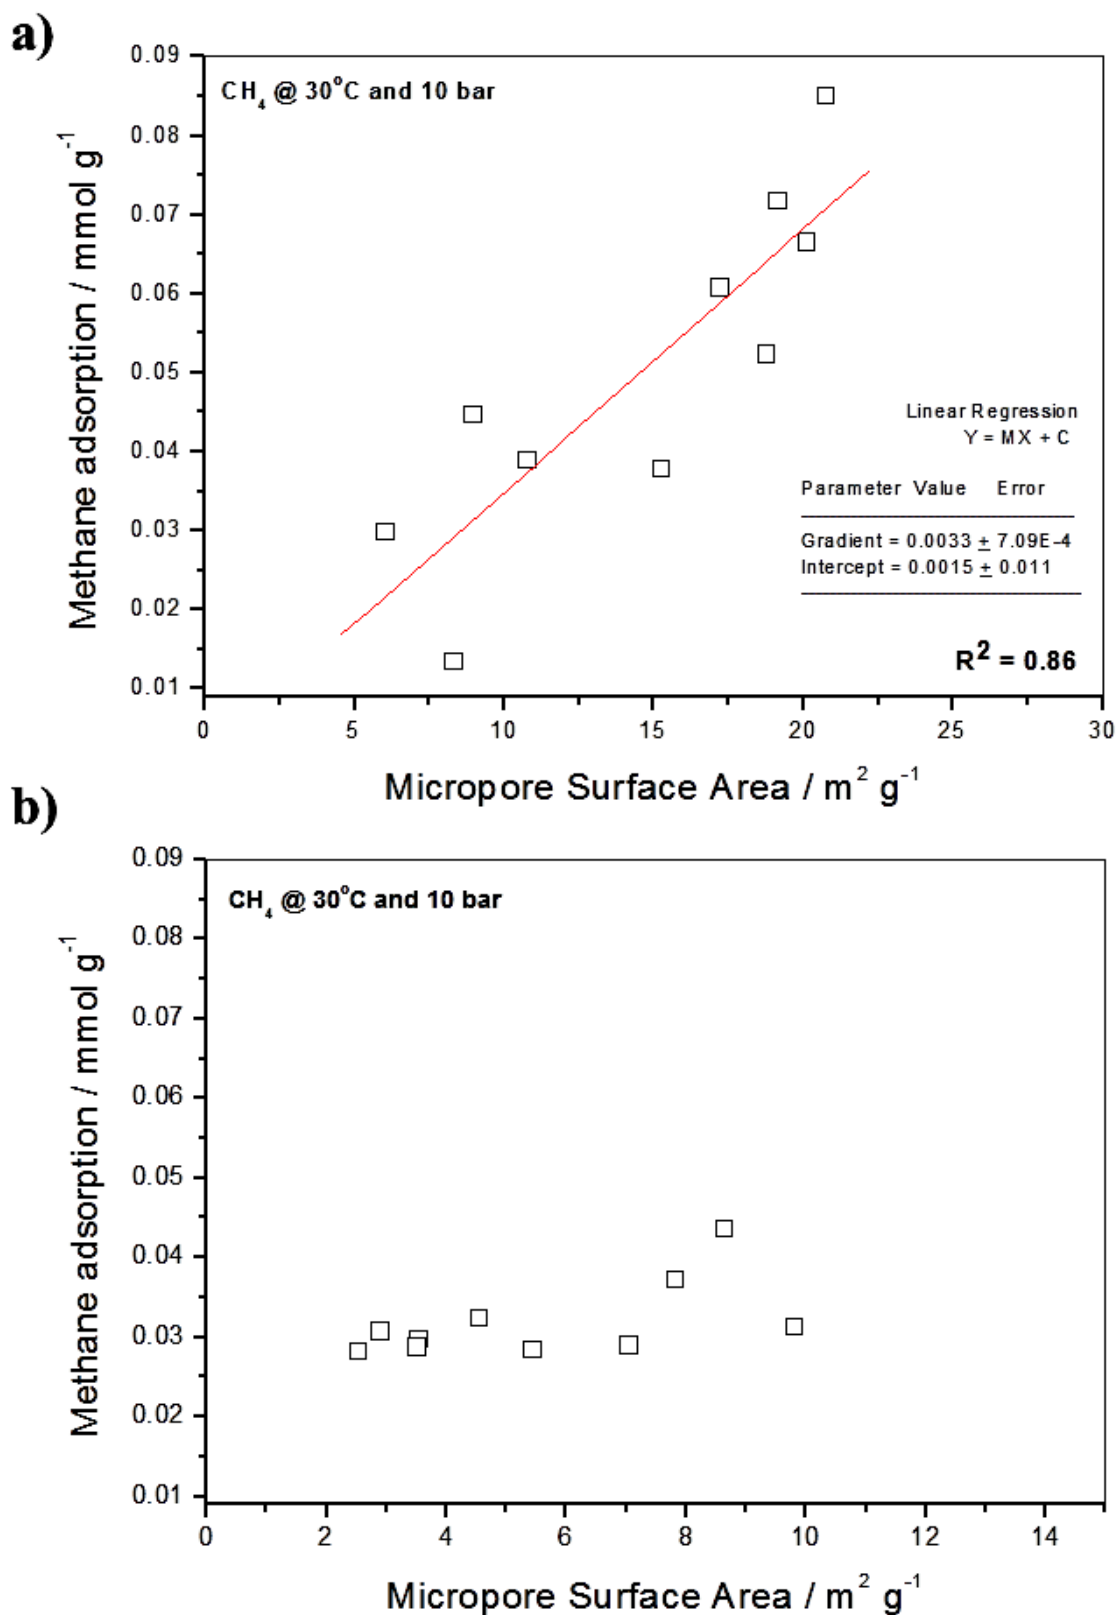 a)
CH₄ @ 30°C and 10 bar
Methane adsorption / mmol g⁻¹
0.09
0.08
0.07
0.06
0.05
0.04
0.03
0.02
0.01
Linear Regression
Y = MX + C
Parameter Value Error
Gradient = 0.0033 ± 7.09E-4
Intercept = 0.0015 ± 0.011
R² = 0.86
0 5 10 15 20 25 30
Micropore Surface Area / m² g⁻¹
b)
CH₄ @ 30°C and 10 bar
Methane adsorption / mmol g⁻¹
0.09
0.08
0.07
0.06
0.05
0.04
0.03
0.02
0.01
0 2 4 6 8 10 12 14
Micropore Surface Area / m² g⁻¹